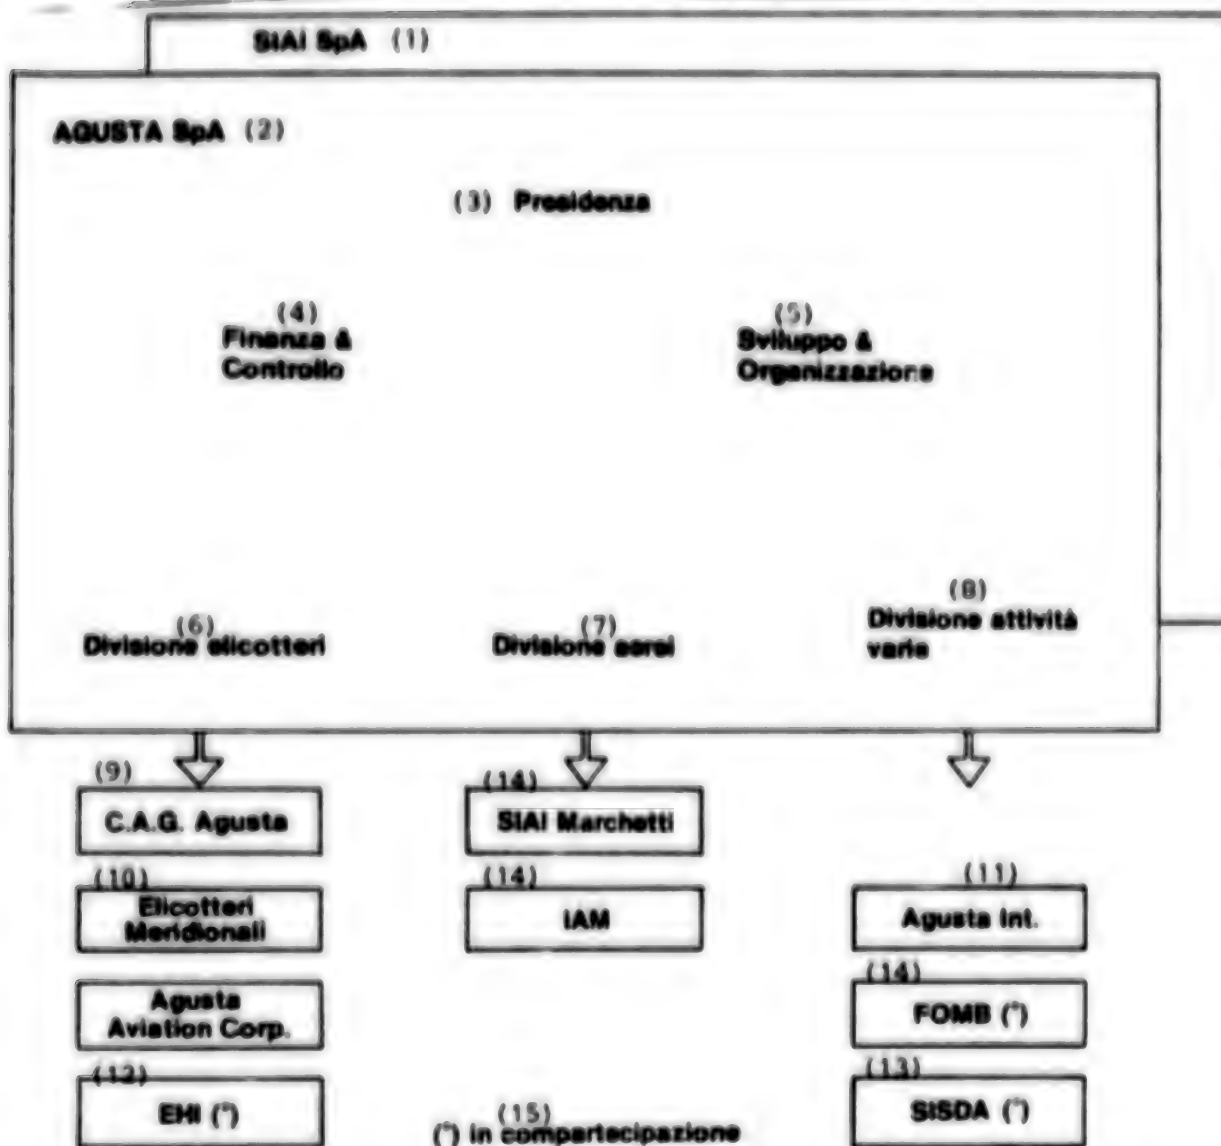 SIAI SpA (1)
AGUSTA SpA (2)
(3) Presidenza
(4)
Finanza &
Controllo
(5)
Sviluppo &
Organizzazione
(6)
Divisione elicotteri
(7)
Divisione aerei
(8)
Divisione attività
varie
(9)
C.A.G. Agusta
(10)
Elicotteri
Meridionali
Agusta
Aviation Corp.
(12)
EHI (*)
(14)
SIAI Marchetti
(14)
IAM
(11)
Agusta Int.
(14)
FOMB (*)
(13)
SISDA (*)
(15)
(*) in compartecipazione